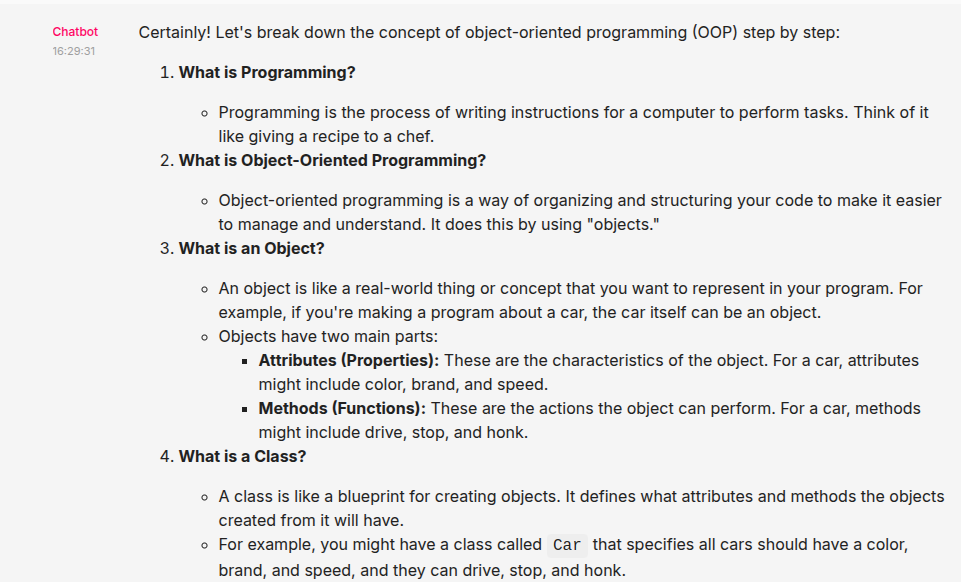 Chatbot
16:29:31
Certainly! Let's break down the concept of object-oriented programming (OOP) step by step:
1. What is Programming?
Programming is the process of writing instructions for a computer to perform tasks. Think of it
like giving a recipe to a chef.
2. What is Object-Oriented Programming?
Object-oriented programming is a way of organizing and structuring your code to make it easier
to manage and understand. It does this by using "objects."
3. What is an Object?
An object is like a real-world thing or concept that you want to represent in your program. For
example, if you're making a program about a car, the car itself can be an object.
Objects have two main parts:
Attributes (Properties): These are the characteristics of the object. For a car, attributes
might include color, brand, and speed.
Methods (Functions): These are the actions the object can perform. For a car, methods
might include drive, stop, and honk.
4. What is a Class?
A class is like a blueprint for creating objects. It defines what attributes and methods the objects
created from it will have.
For example, you might have a class called Car that specifies all cars should have a color,
brand, and speed, and they can drive, stop, and honk.